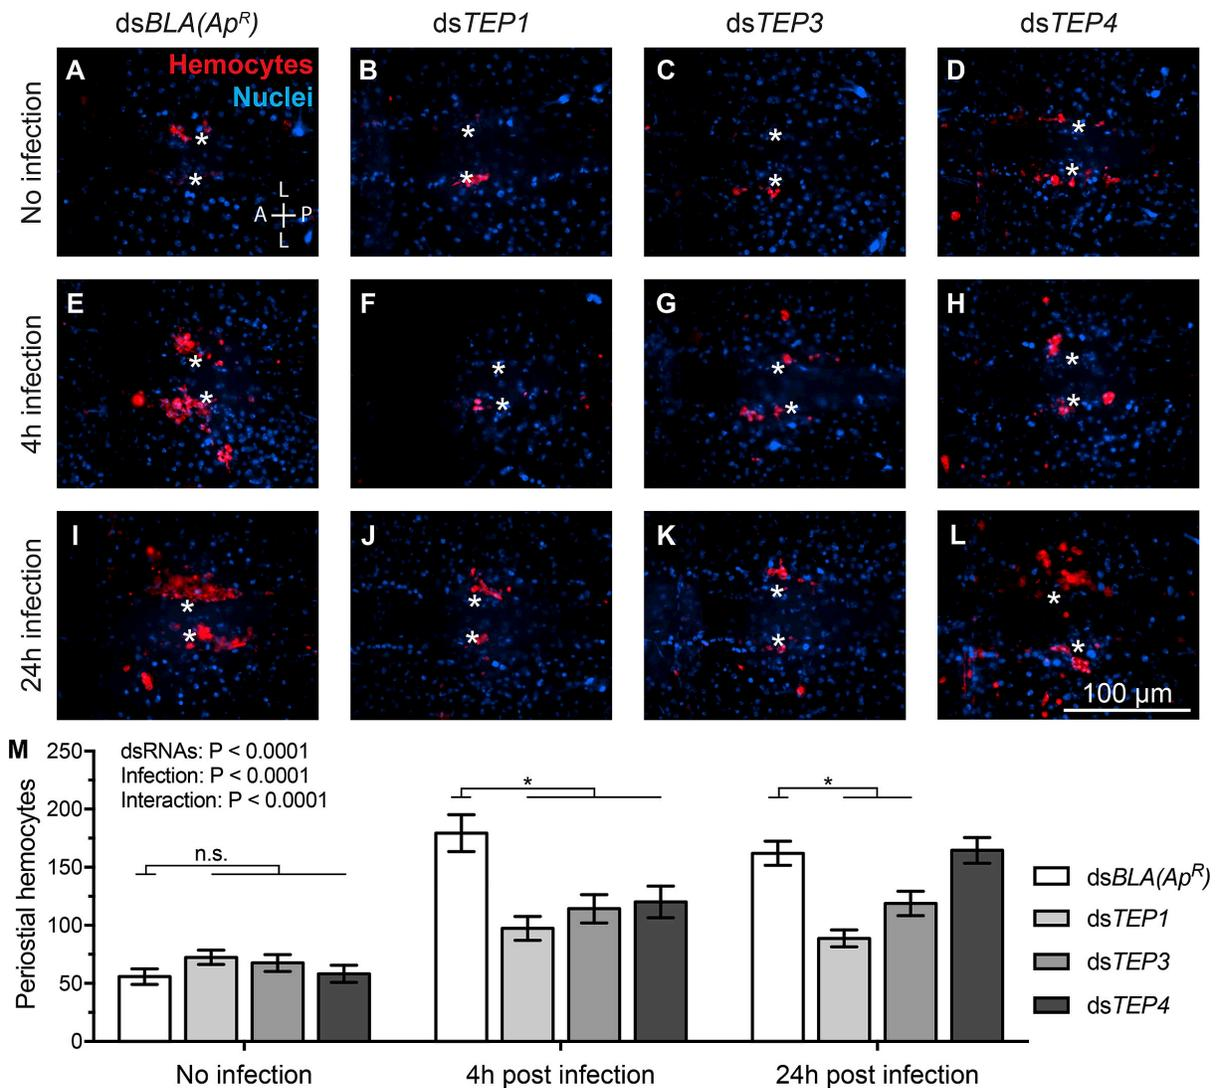 dsBLA(Ap^R)
dsTEP1
dsTEP3
dsTEP4
No infection
A
Hemocytes
Nuclei
*
*
L
A P
L
B
*
*
C
*
*
D
*
*
4h infection
E
*
*
F
*
*
G
*
*
H
*
*
24h infection
I
*
*
J
*
*
K
*
*
L
*
*
100 µm
M
Periostial hemocytes
250
200
150
100
50
0
dsRNAs: P < 0.0001
Infection: P < 0.0001
Interaction: P < 0.0001
n.s.
*
*
No infection
4h post infection
24h post infection
dsBLA(Ap^R)
dsTEP1
dsTEP3
dsTEP4